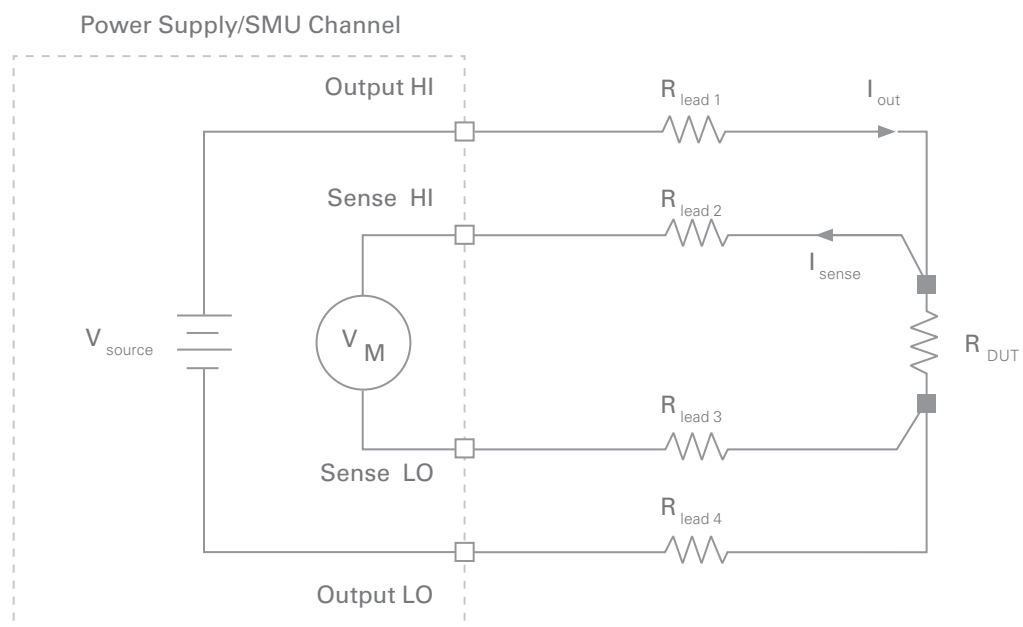 Power Supply/SMU Channel
Output HI
R lead 1
I out
Sense HI
R lead 2
I sense
V source
V M
R DUT
R lead 3
Sense LO
R lead 4
Output LO